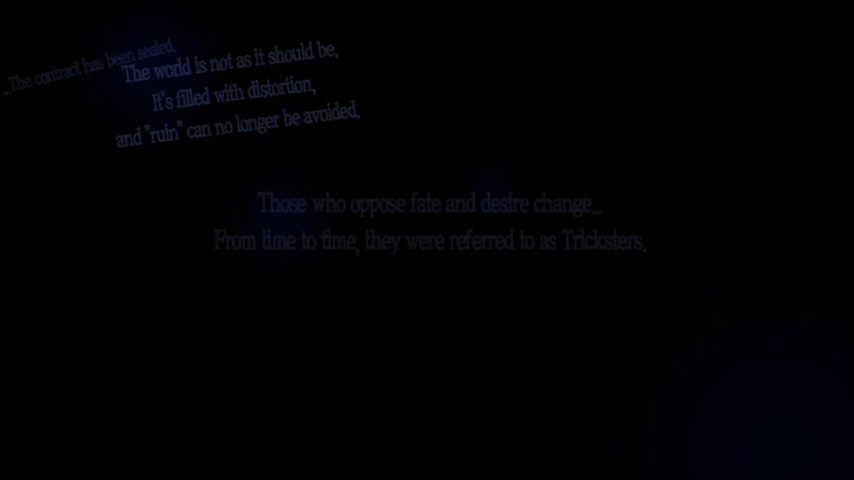 ...The contract has been sealed.
The world is not as it should be.
It's filled with distortion,
and "ruin" can no longer be avoided.
Those who oppose fate and desire change...
From time to time, they were referred to as Tricksters.